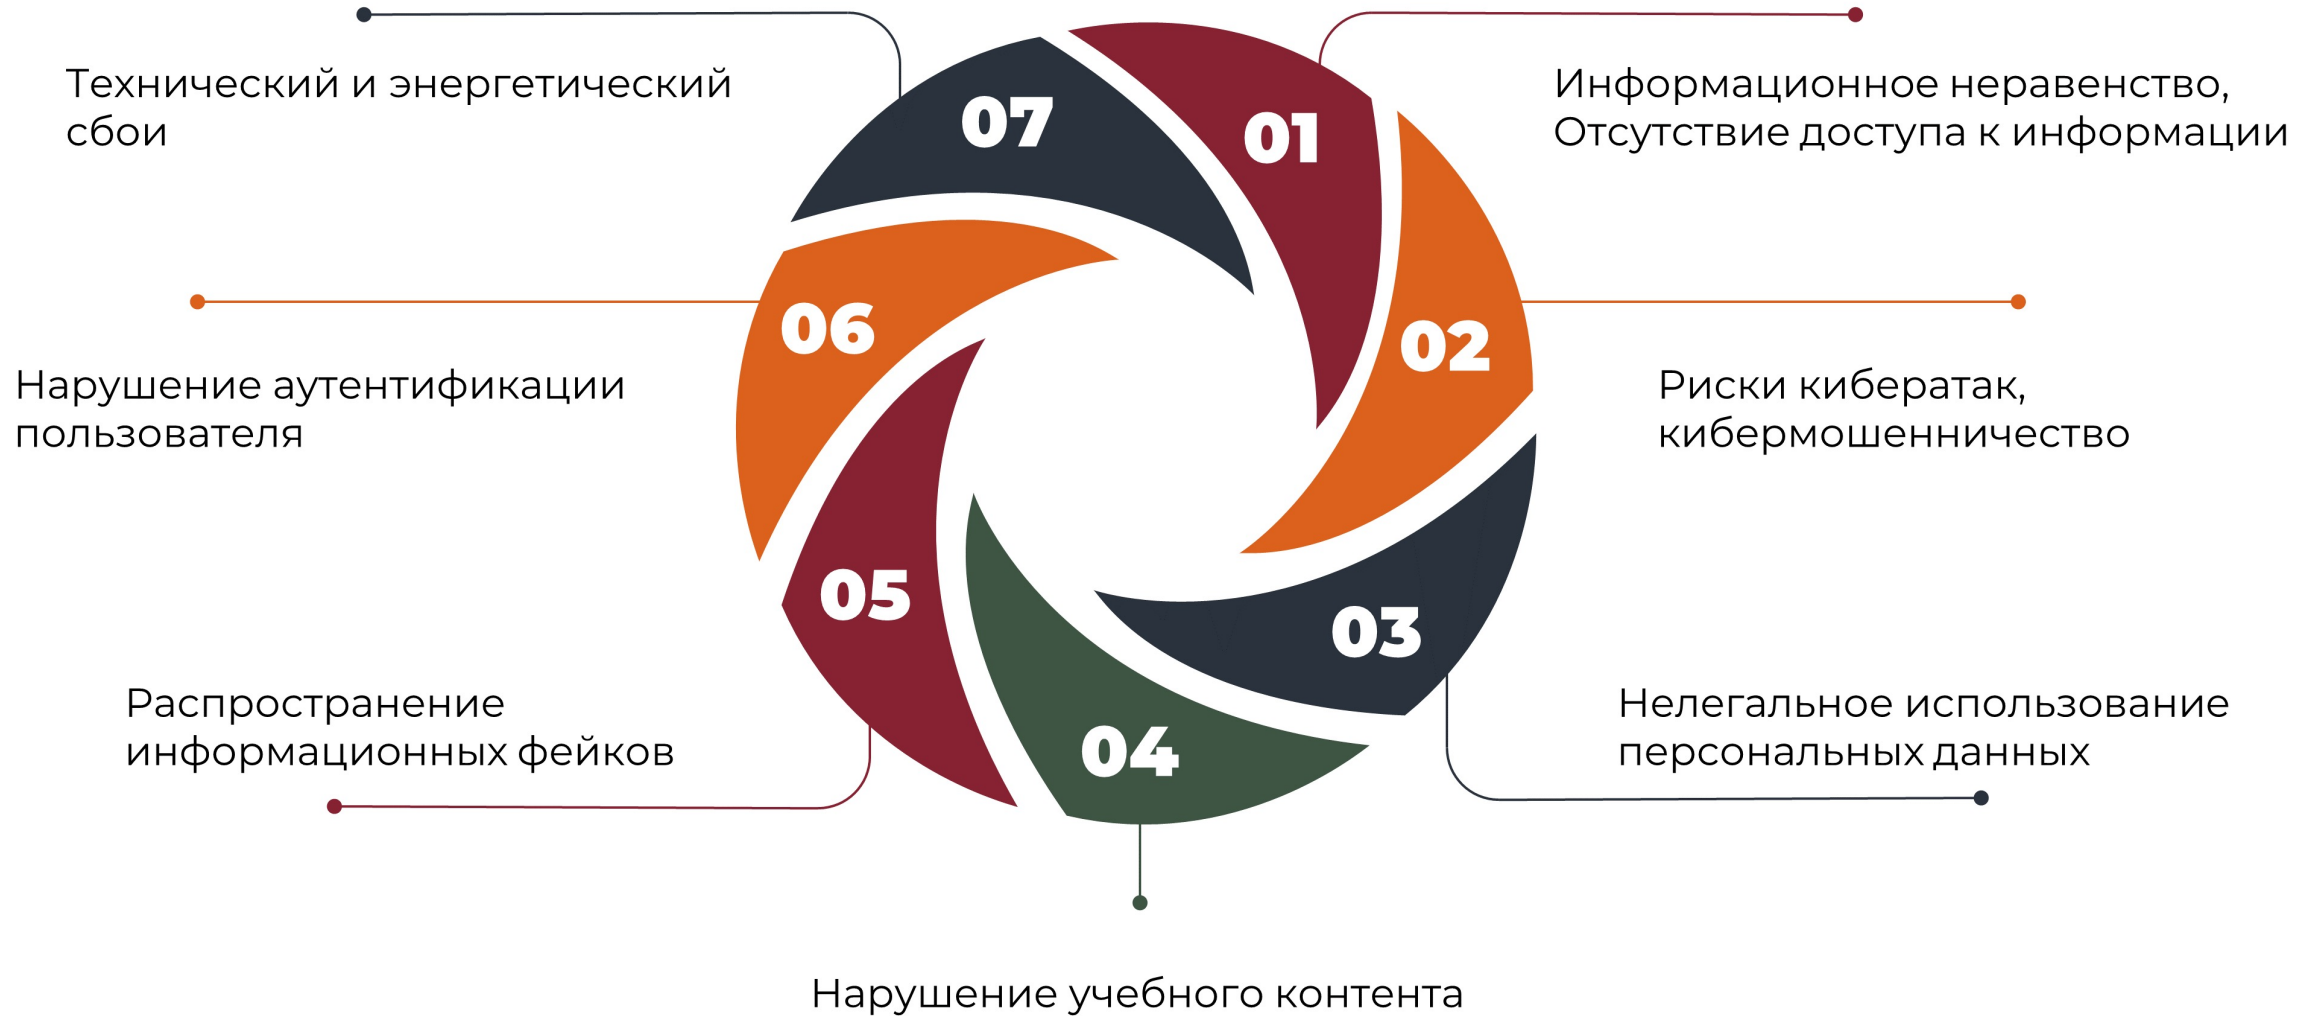 01
Информационное неравенство,
Отсутствие доступа к информации
02
Риски кибератак,
кибермошенничество
03
Нелегальное использование
персональных данных
04
Нарушение учебного контента
05
Распространение
информационных фейков
06
Нарушение аутентификации
пользователя
07
Технический и энергетический
сбои